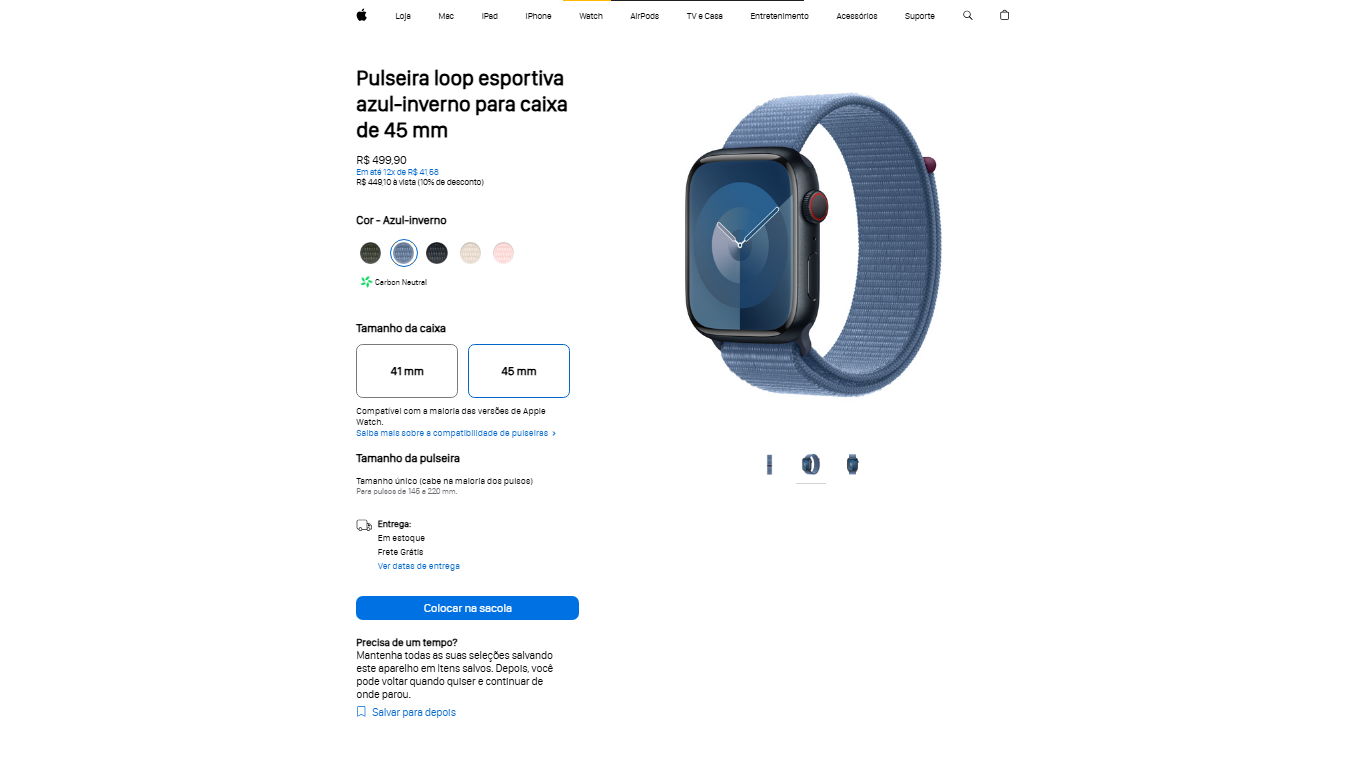 Loja Mac iPad iPhone Watch AirPods TV e Casa Entretenimento Acessórios Suporte
Pulseira loop esportiva
azul-inverno para caixa
de 45 mm
R$ 499,90
Em até 12x de R$ 41,58
R$ 449,10 à vista (10% de desconto)
Cor - Azul-inverno
Carbon Neutral
Tamanho da caixa
41 mm 45 mm
Compatível com a maioria das versões de Apple
Watch.
Saiba mais sobre a compatibilidade de pulseiras >
Tamanho da pulseira
Tamanho único (cabe na maioria dos pulsos)
Para pulsos de 145 a 220 mm.
Entrega:
Em estoque
Frete Grátis
Ver datas de entrega
Colocar na sacola
Precisa de um tempo?
Mantenha todas as suas seleções salvando
este aparelho em Itens salvos. Depois, você
pode voltar quando quiser e continuar de
onde parou.
Salvar para depois